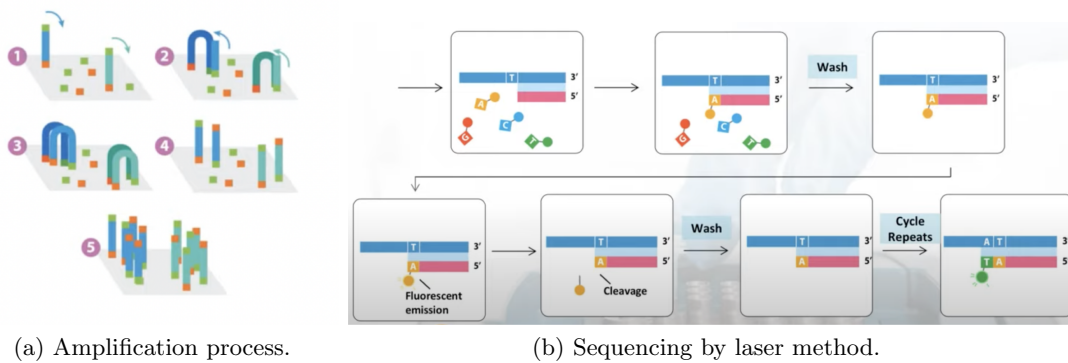 1
2
3
4
5
(a) Amplification process.
T
3'
5'
A
G
C
T
T
3'
A
5'
G
C
T
Wash
T
3'
A
5'
T
3'
A
5'
Fluorescent
emission
T
3'
A
5'
Cleavage
Wash
T
3'
A
5'
Cycle
Repeats
A T
3'
T A
5'
(b) Sequencing by laser method.